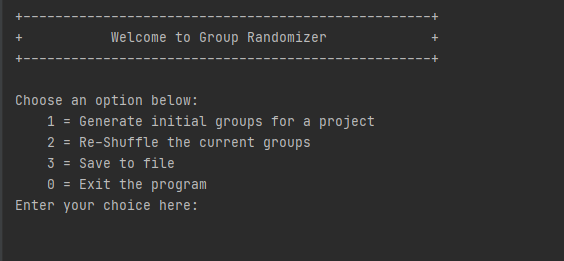 +---------------------------------------------------+
+           Welcome to Group Randomizer             +
+---------------------------------------------------+
Choose an option below:
    1 = Generate initial groups for a project
    2 = Re-Shuffle the current groups
    3 = Save to file
    0 = Exit the program
Enter your choice here: